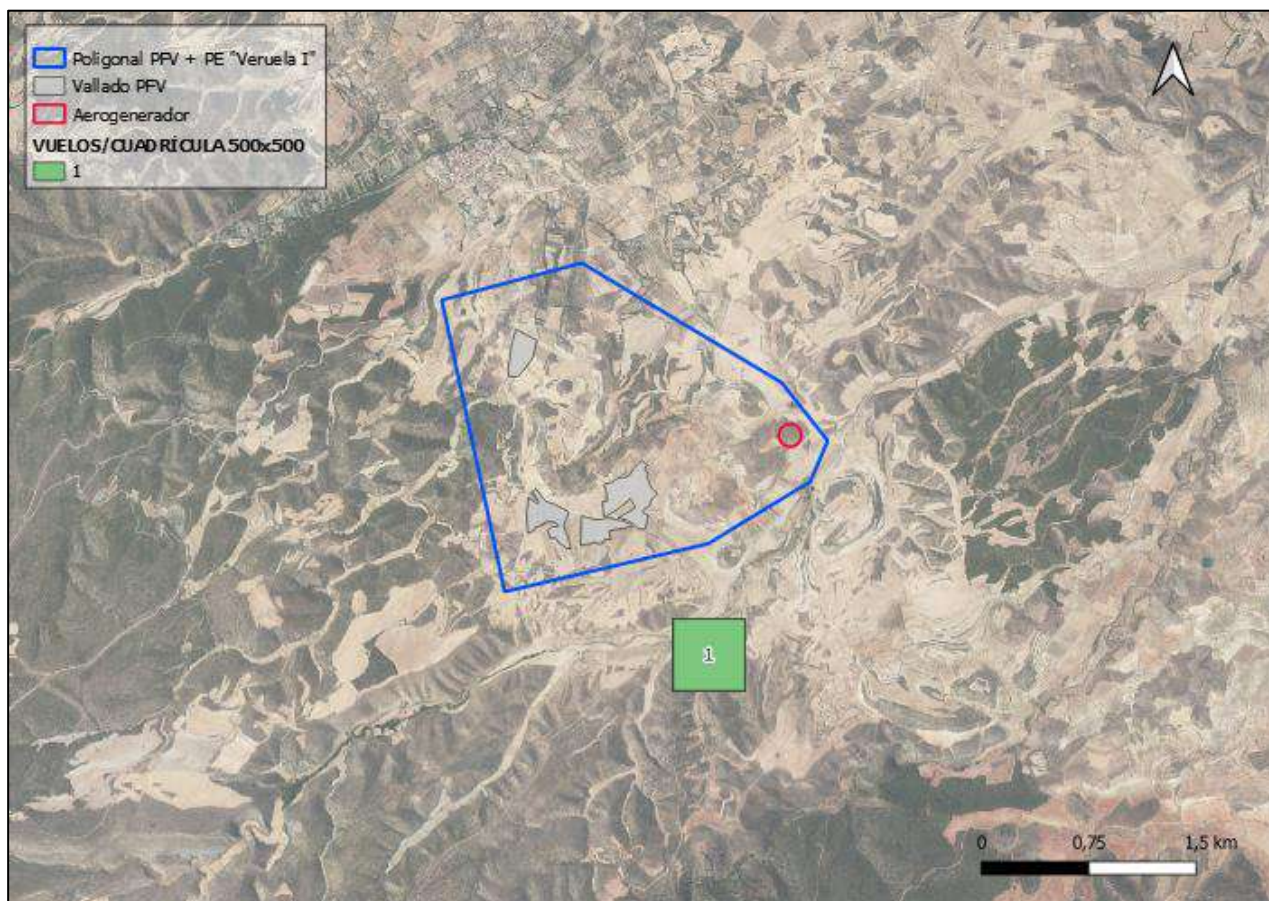 Poligonal PFV + PE "Veruela I"
Vallado PFV
Aerogenerador
VUELOS/CUADRÍCULA 500x500
1
1
0 0,75 1,5 km